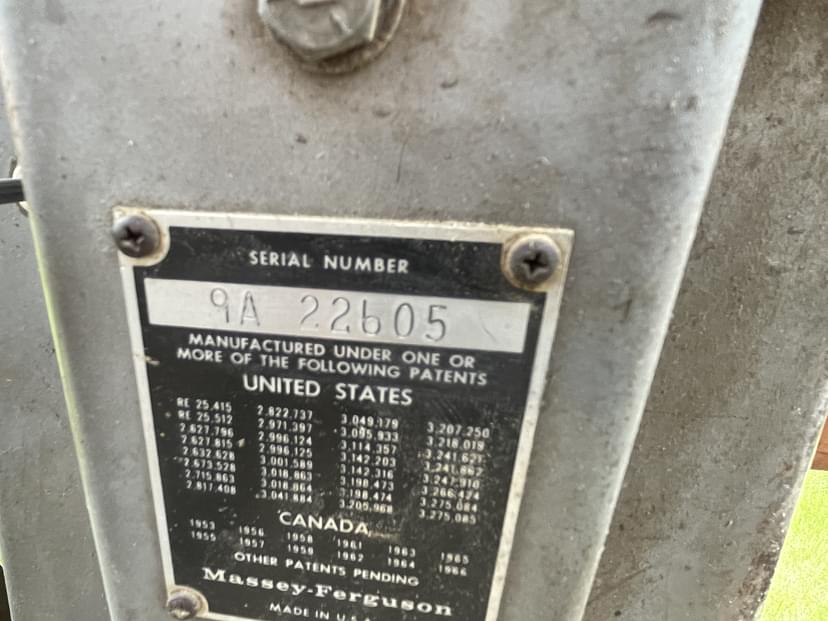 SERIAL NUMBER
9A 22605
MANUFACTURED UNDER ONE OR
MORE OF THE FOLLOWING PATENTS
UNITED STATES
RE 25.415 2.822.737 3.049.179 3.207.250
RE 25.512 2.971.397 3.095.933 3.218.019
2.627.796 2.996.124 3.114.357 3.241.621
2.627.815 2.996.125 3.142.203 3.241.862
2.632.628 3.001.589 3.142.316 3.247.910
2.673.528 3.018.863 3.198.473 3.266.424
2.715.863 3.018.864 3.198.474 3.275.084
2.817.408 3.041.884 3.205.968 3.275.085
CANADA
1953 1956 1958 1961 1963 1965
1955 1957 1959 1962 1964 1966
OTHER PATENTS PENDING
Massey-Ferguson
MADE IN U.S.A